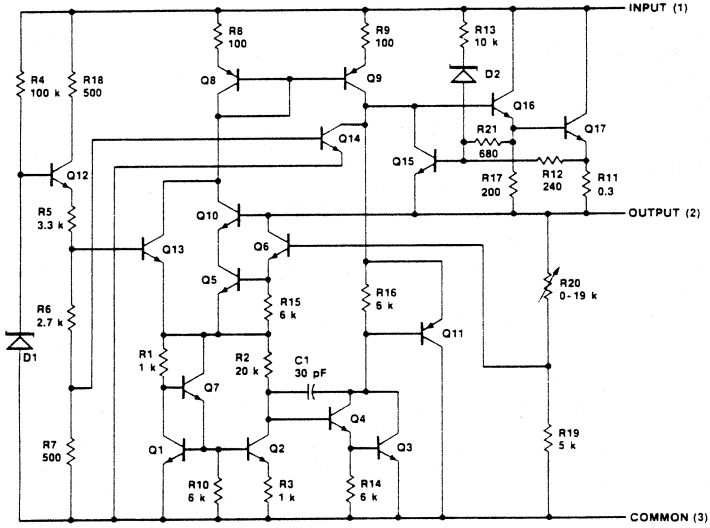 INPUT (1)
R8
100
R9
100
R13
10 k
R4
100 k
R18
500
Q8
Q9
D2
Q16
Q14
R21
680
Q17
Q15
Q12
R17
200
R12
240
R11
0.3
R5
3.3 k
Q10
OUTPUT (2)
Q13
Q6
Q5
R20
0-19 k
R15
6 k
R16
6 k
R6
2.7 k
Q11
D1
R1
1 k
R2
20 k
C1
30 pF
Q7
Q4
R7
500
Q1
Q2
Q3
R19
5 k
R10
6 k
R3
1 k
R14
6 k
COMMON (3)